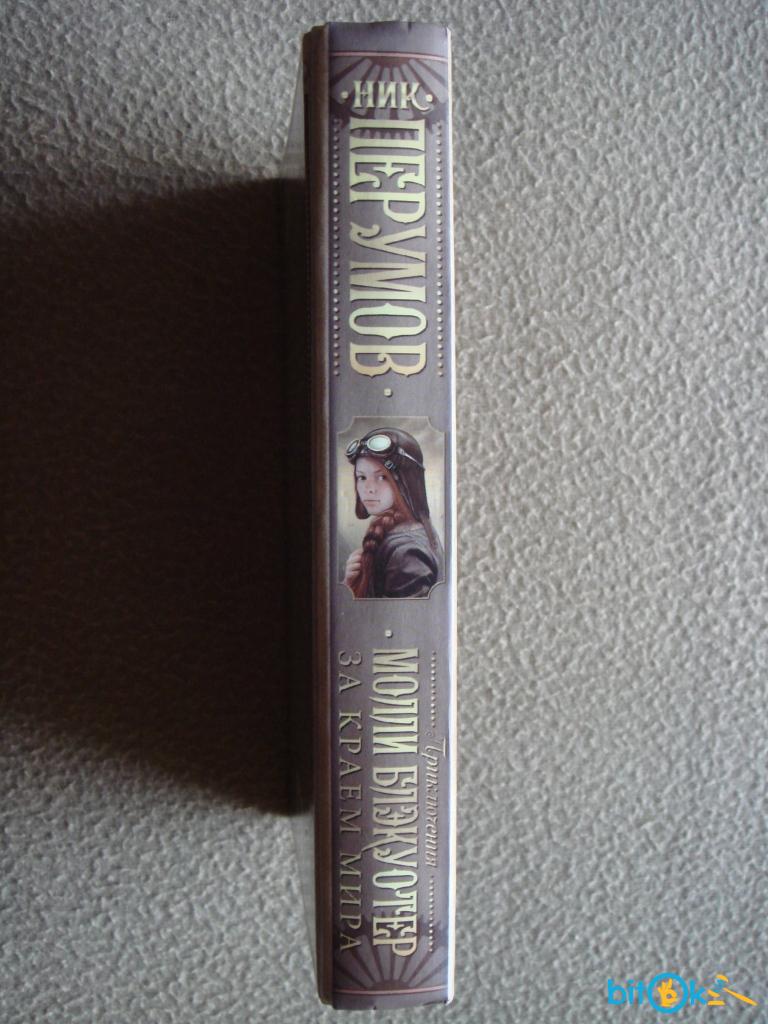 НИК
ПЕРУМОВ
Приключения
МОЛЛИ БЛЭКУОТЕР
ЗА КРАЕМ МИРА
bitOk